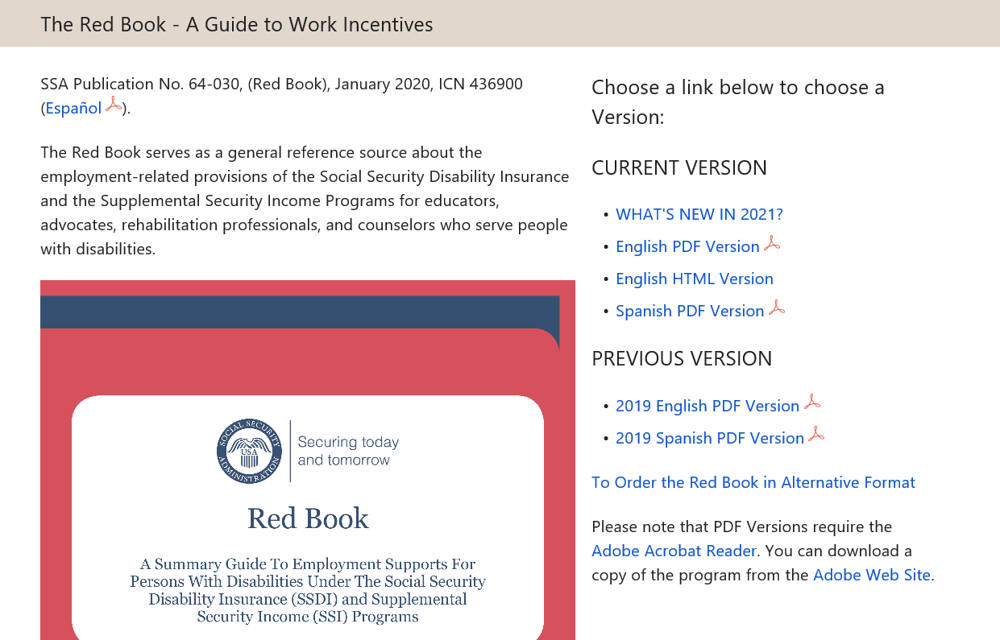 The Red Book - A Guide to Work Incentives
SSA Publication No. 64-030, (Red Book), January 2020, ICN 436900
(Español ).
The Red Book serves as a general reference source about the
employment-related provisions of the Social Security Disability Insurance
and the Supplemental Security Income Programs for educators,
advocates, rehabilitation professionals, and counselors who serve people
with disabilities.
SOCIAL SECURITY
USA
ADMINISTRATION
Securing today
and tomorrow
Red Book
A Summary Guide To Employment Supports For
Persons With Disabilities Under The Social Security
Disability Insurance (SSDI) and Supplemental
Security Income (SSI) Programs
Choose a link below to choose a
Version:
CURRENT VERSION
• WHAT'S NEW IN 2021?
• English PDF Version
• English HTML Version
• Spanish PDF Version
PREVIOUS VERSION
• 2019 English PDF Version
• 2019 Spanish PDF Version
To Order the Red Book in Alternative Format
Please note that PDF Versions require the
Adobe Acrobat Reader. You can download a
copy of the program from the Adobe Web Site.